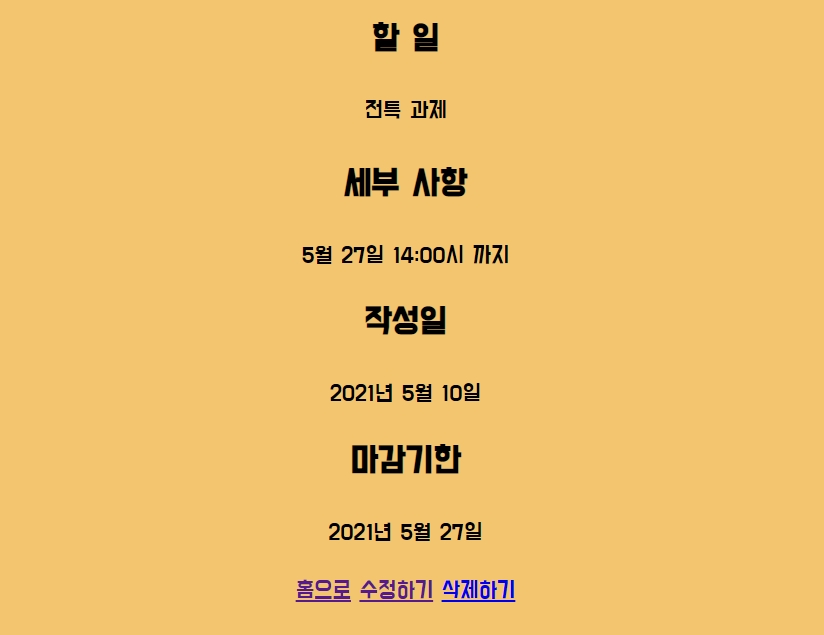 할 일
전특 과제
세부 사항
5월 27일 14:00시 까지
작성일
2021년 5월 10일
마감기한
2021년 5월 27일
홈으로 수정하기 삭제하기